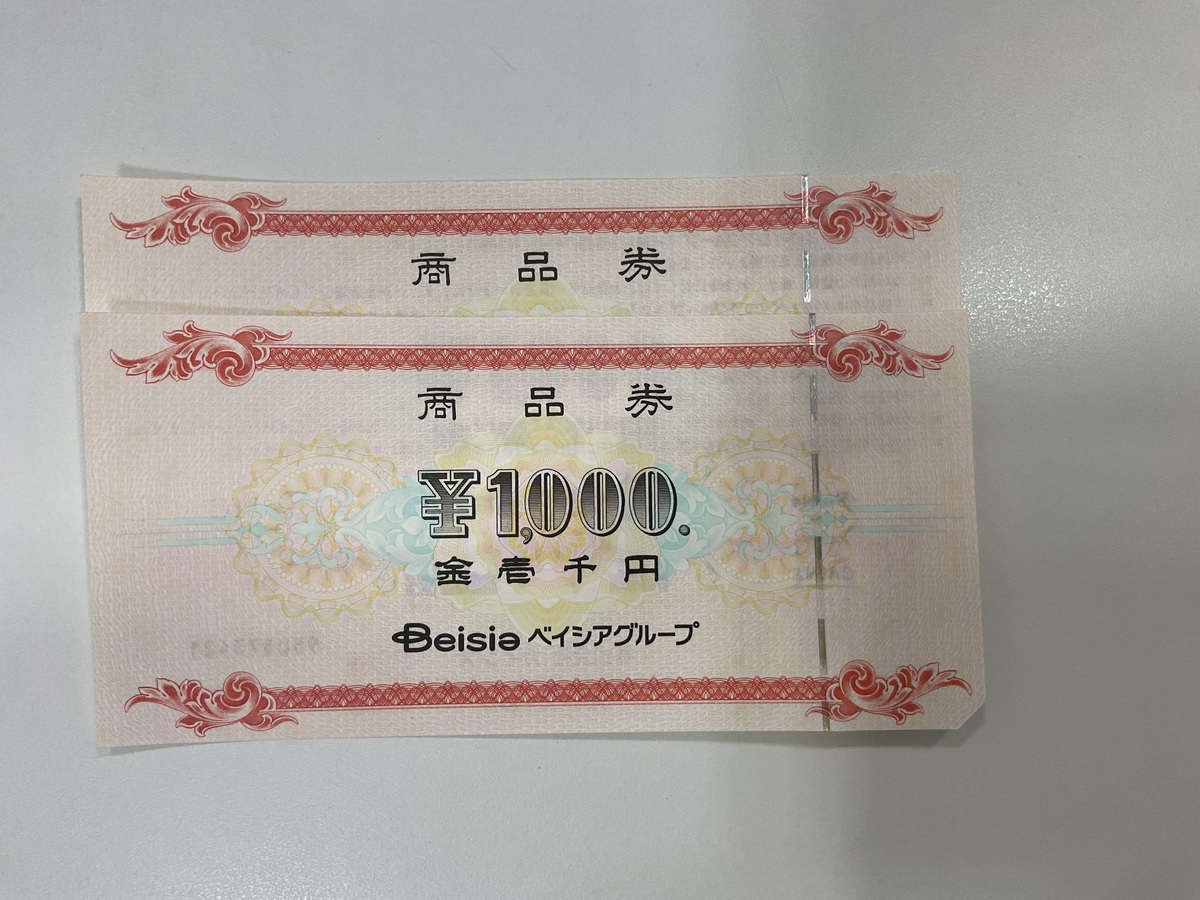 商品券
商品券
¥1,000.
金壱千円
Beisia ベイシアグループ